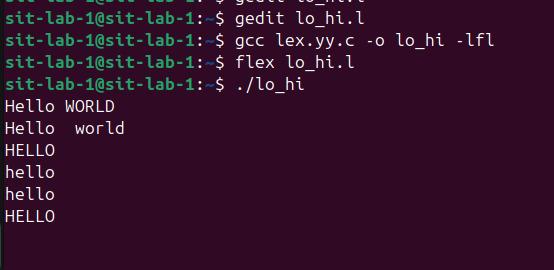 sit-lab-1@sit-lab-1:~$ gedit lo_hi.l
sit-lab-1@sit-lab-1:~$ gedit lo_hi.l
sit-lab-1@sit-lab-1:~$ gcc lex.yy.c -o lo_hi -lfl
sit-lab-1@sit-lab-1:~$ flex lo_hi.l
sit-lab-1@sit-lab-1:~$ ./lo_hi
Hello WORLD
Hello  world
HELLO
hello
hello
HELLO